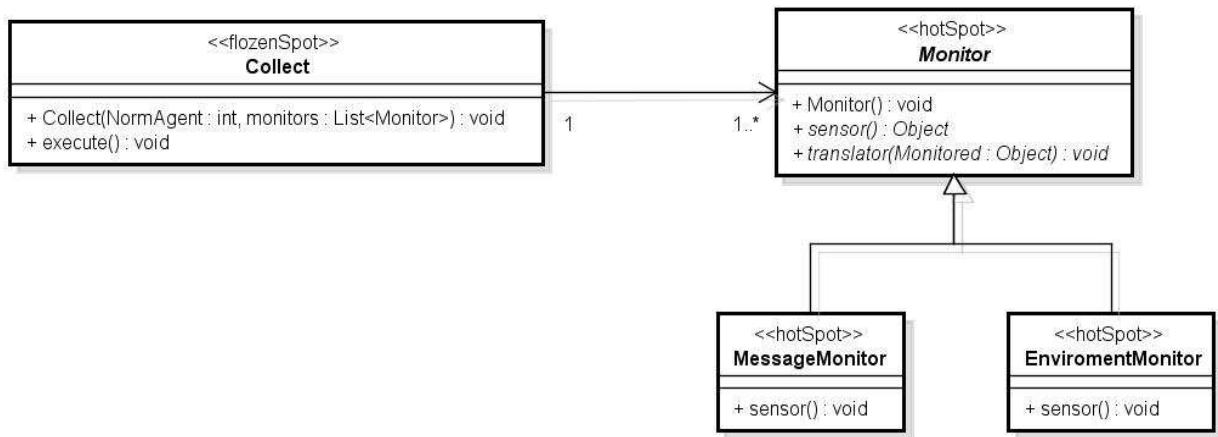 <<flozenSpot>>
Collect
+ Collect(NormAgent : int, monitors : List<Monitor>) : void
+ execute() : void
1
1..*
<<hotSpot>>
Monitor
+ Monitor() : void
+ sensor() : Object
+ translator(Monitored : Object) : void
<<hotSpot>>
MessageMonitor
+ sensor() : void
<<hotSpot>>
EnviromentMonitor
+ sensor() : void